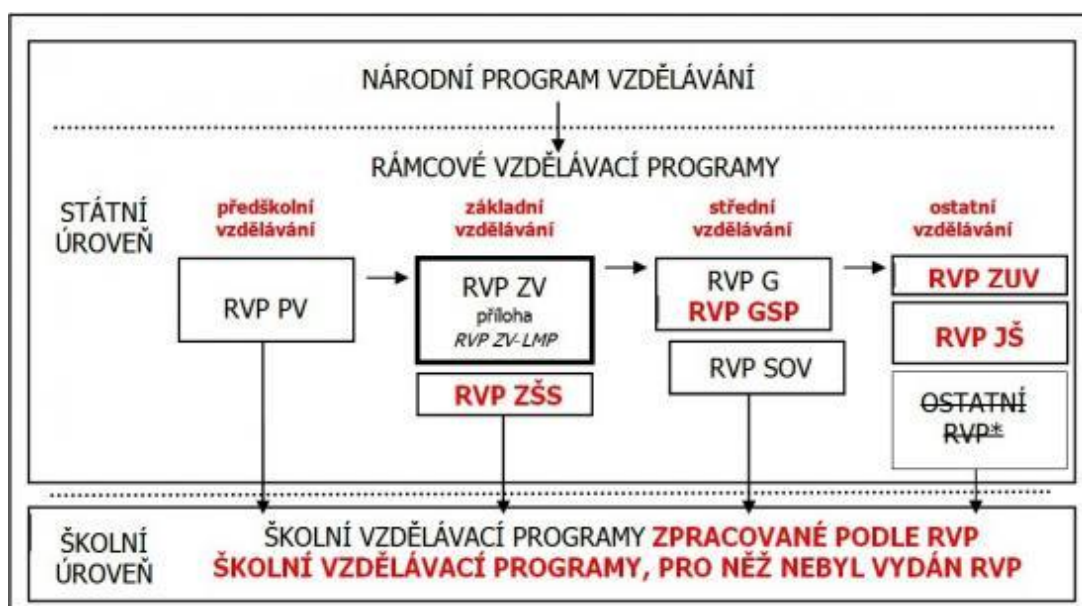 NÁRODNÍ PROGRAM VZDĚLÁVÁNÍ
RÁMCOVÉ VZDĚLÁVACÍ PROGRAMY
STÁTNÍ
ÚROVEŇ
předškolní
vzdělávání
základní
vzdělávání
střední
vzdělávání
ostatní
vzdělávání
RVP PV
RVP ZV
příloha
RVP ZV-LMP
RVP ZŠS
RVP G
RVP GSP
RVP SOV
RVP ZUV
RVP JŠ
OSTATNÍ
RVP*
ŠKOLNÍ
ÚROVEŇ
ŠKOLNÍ VZDĚLÁVACÍ PROGRAMY ZPRACOVANÉ PODLE RVP
ŠKOLNÍ VZDĚLÁVACÍ PROGRAMY, PRO NĚŽ NEBYL VYDÁN RVP